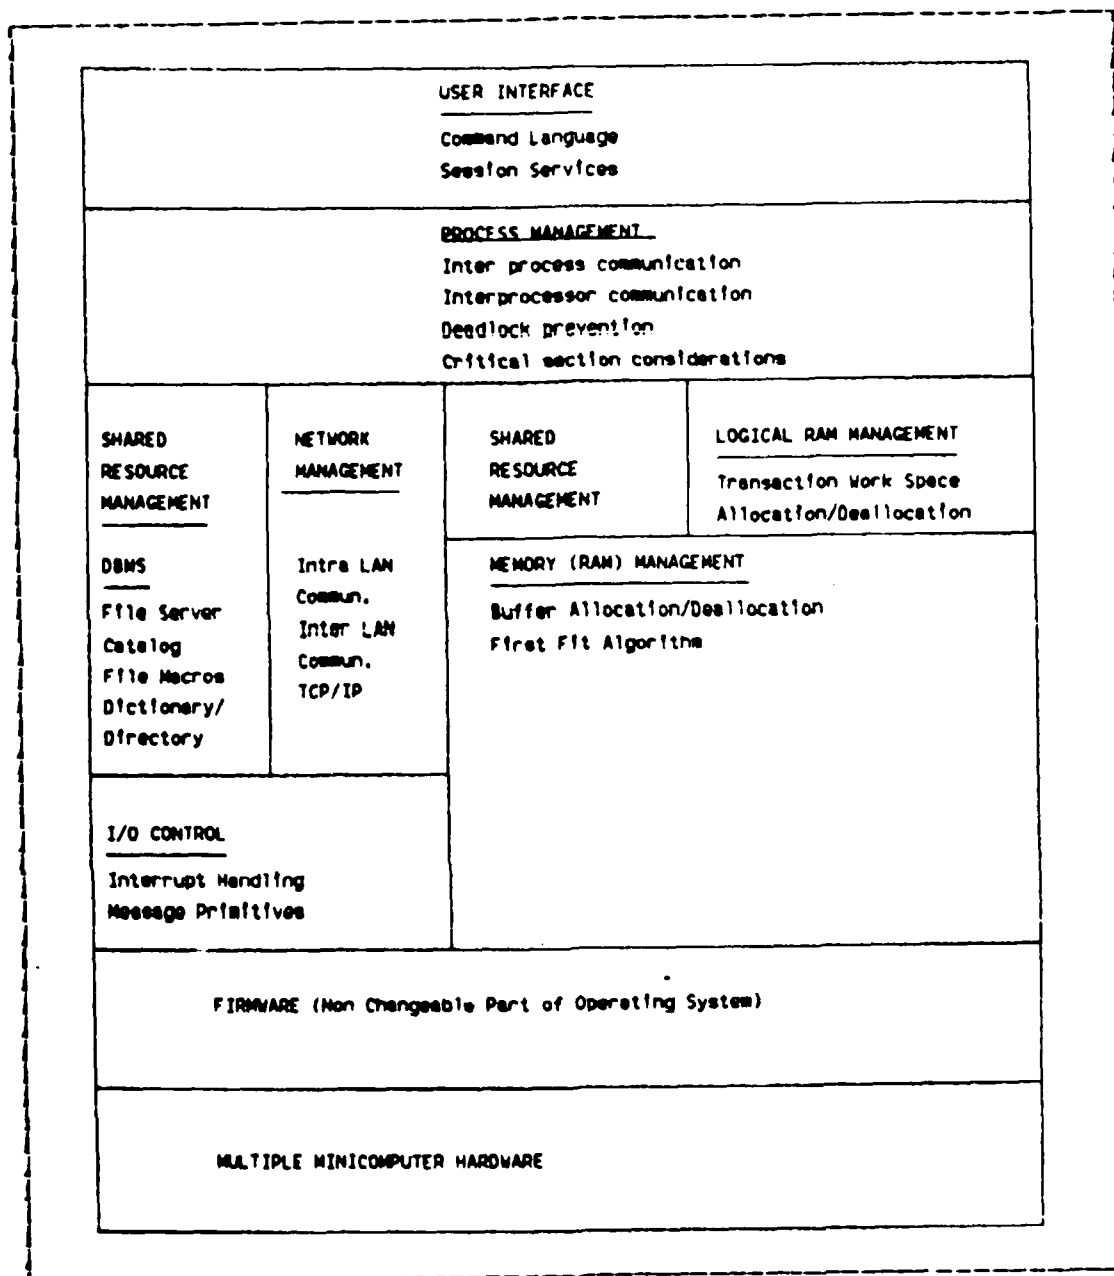 USER INTERFACE
Command Language
Session Services
PROCESS MANAGEMENT
Inter process communication
Interprocessor communication
Deadlock prevention
Critical section considerations
SHARED
RESOURCE
MANAGEMENT
DBMS
File Server
Catalog
File Macros
Dictionary/
Directory
NETWORK
MANAGEMENT
Intra LAN
Commun.
Inter LAN
Commun.
TCP/IP
SHARED
RESOURCE
MANAGEMENT
LOGICAL RAM MANAGEMENT
Transaction Work Space
Allocation/Deallocation
MEMORY (RAM) MANAGEMENT
Buffer Allocation/Deallocation
First Fit Algorithm
I/O CONTROL
Interrupt Handling
Message Primitives
FIRMWARE (Non Changeable Part of Operating System)
MULTIPLE MINICOMPUTER HARDWARE